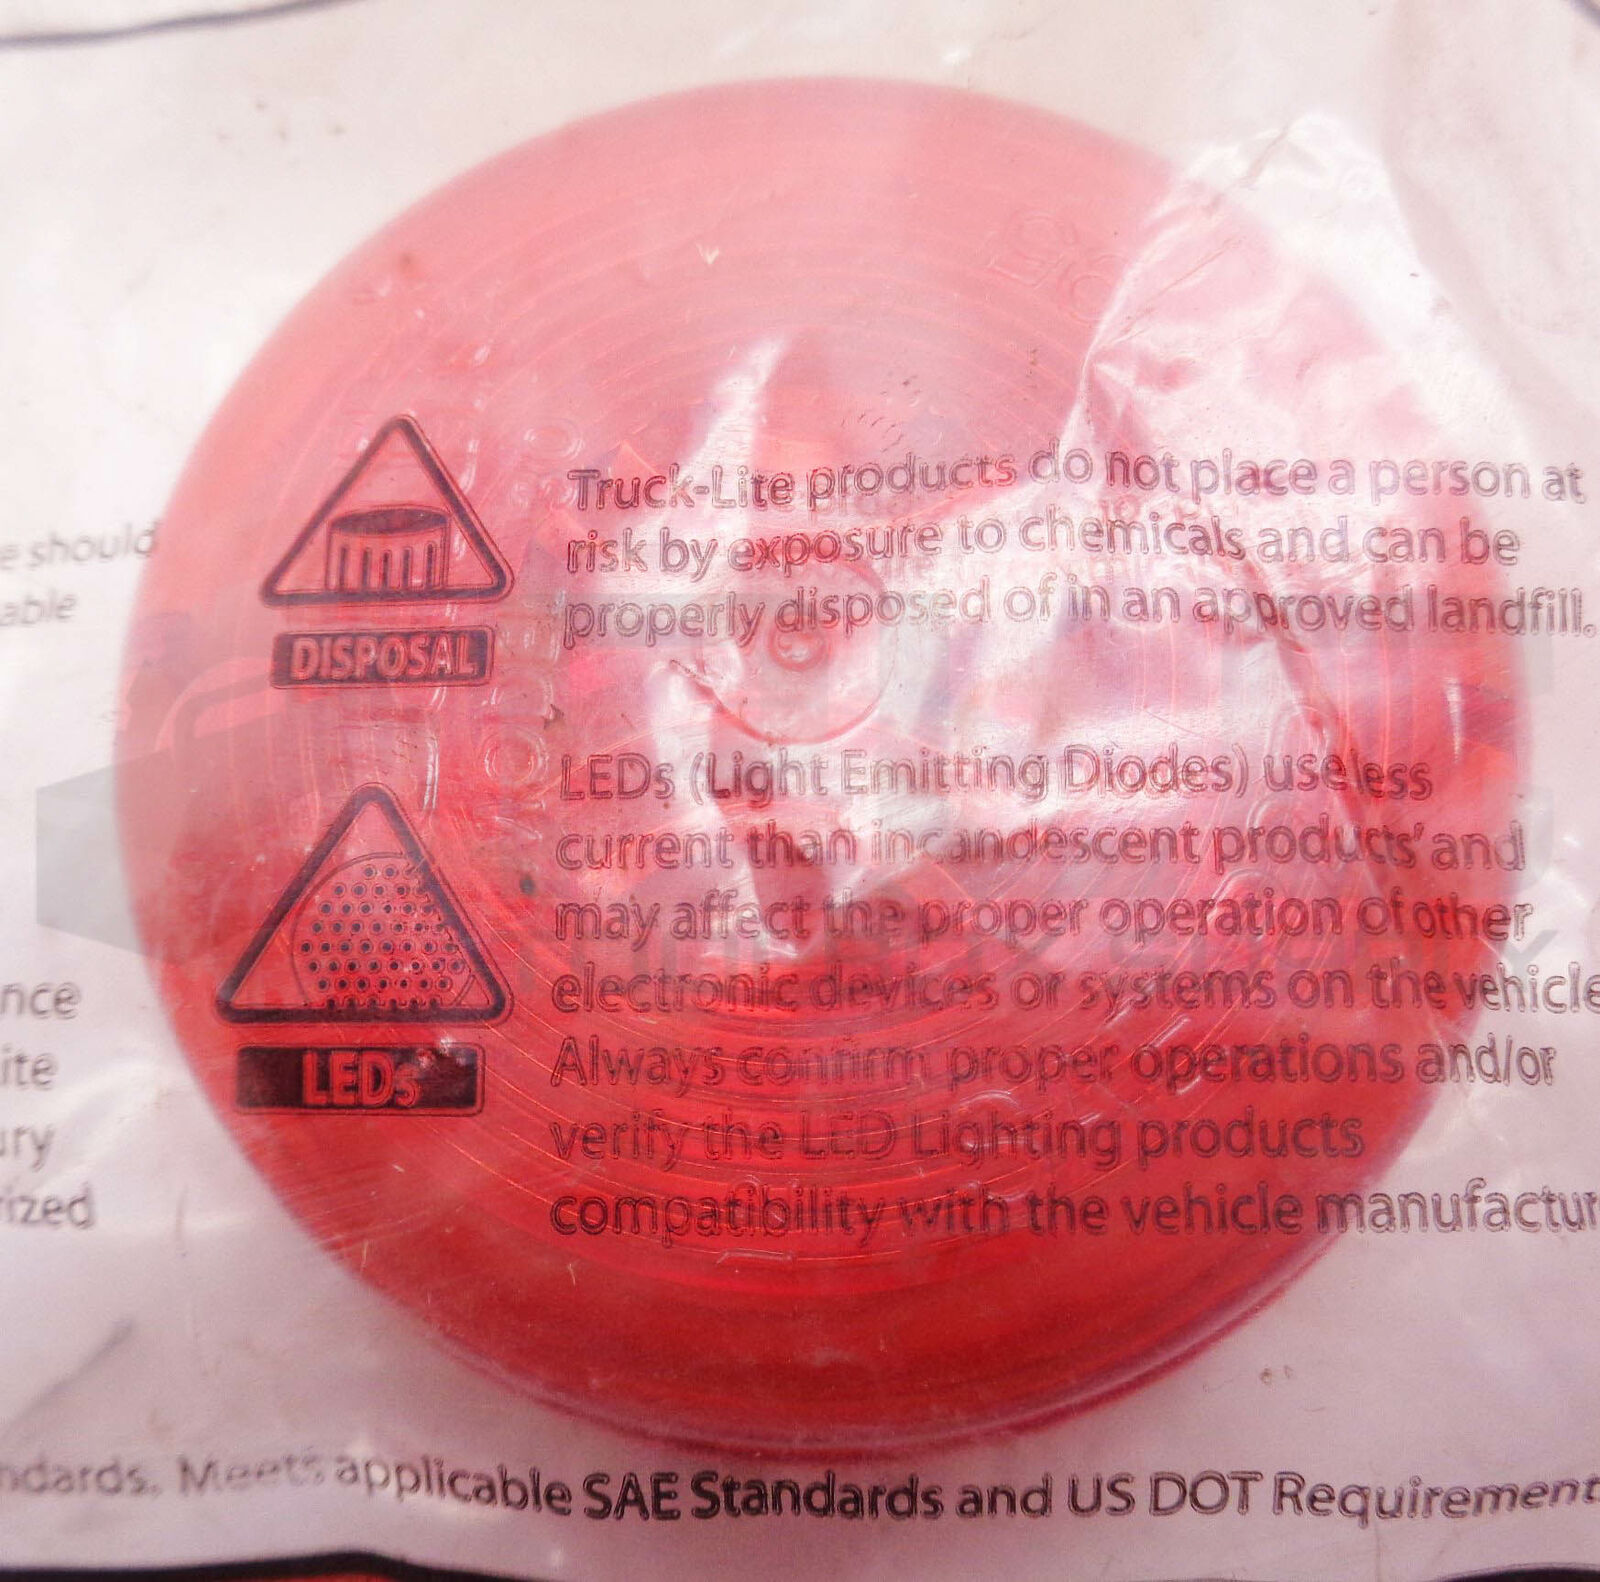 e should
able
DISPOSAL
Truck-Lite products do not place a person at
risk by exposure to chemicals and can be
properly disposed of in an approved landfill.
LEDs
LEDs (Light Emitting Diodes) use less
current than incandescent products and
may affect the proper operation of other
electronic devices or systems on the vehicle
Always confirm proper operations and/or
verify the LED Lighting products
compatibility with the vehicle manufactur
nce
ite
ury
rized
ndards. Meets applicable SAE Standards and US DOT Requirement